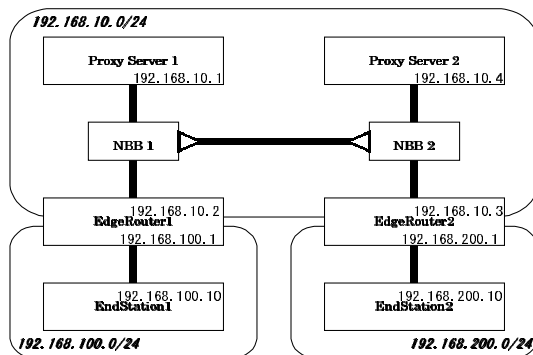 192.168.10.0/24
Proxy Server 1
192.168.10.1
Proxy Server 2
192.168.10.4
NBB 1
NBB 2
192.168.10.2
EdgeRouter1
192.168.100.1
192.168.10.3
EdgeRouter2
192.168.200.1
192.168.100.10
EndStation1
192.168.200.10
EndStation2
192.168.100.0/24
192.168.200.0/24